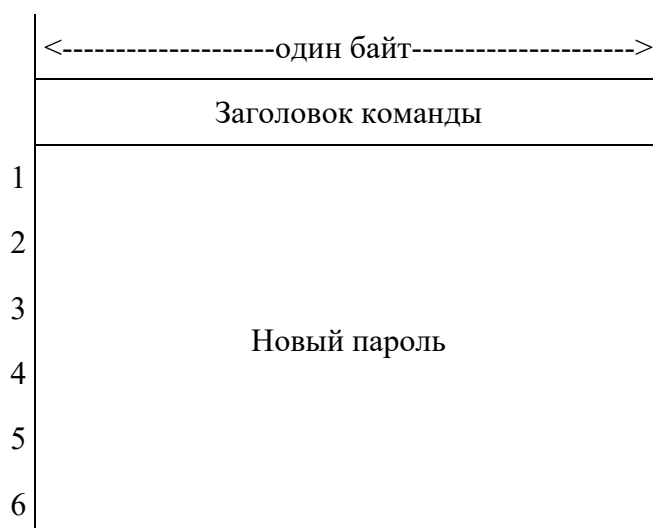 <--------------------один байт--------------------->
Заголовок команды
1
2
3
Новый пароль
4
5
6